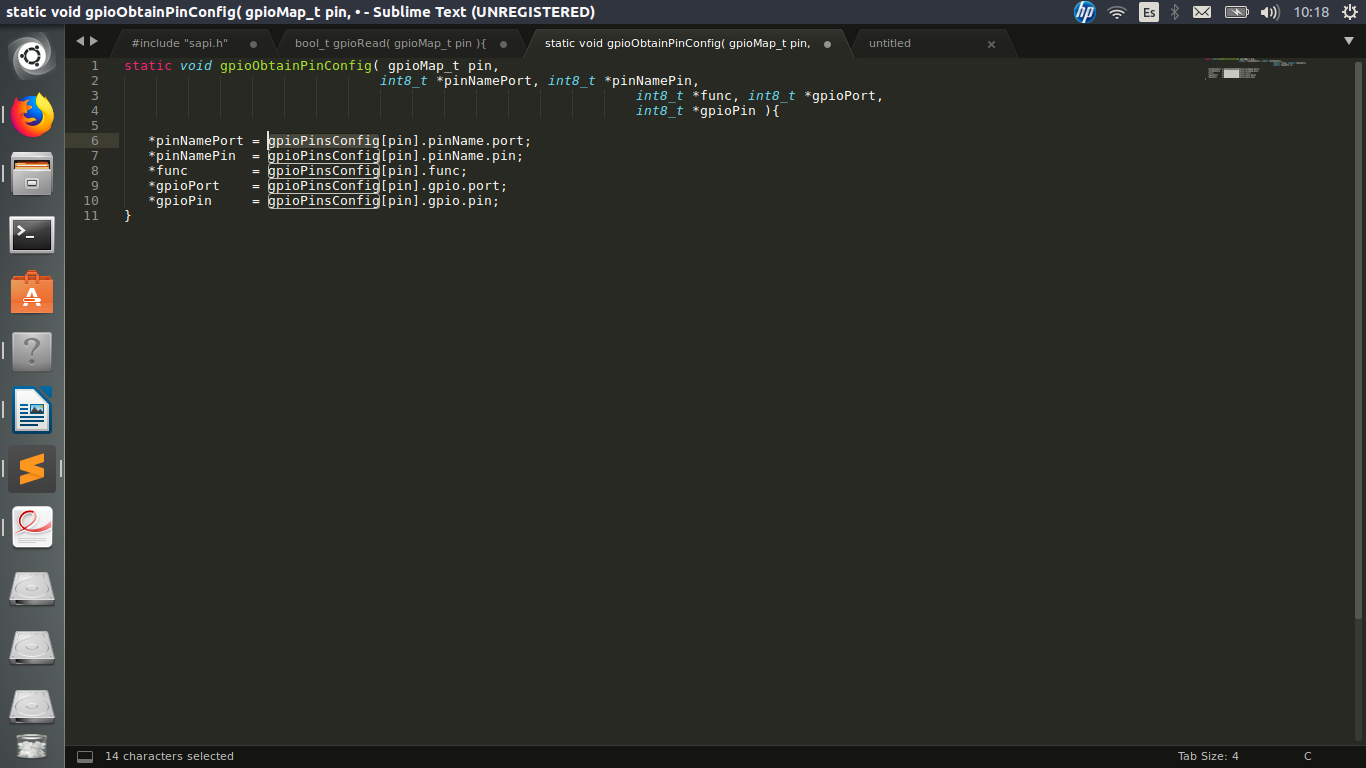 static void gpioObtainPinConfig( gpioMap_t pin, • - Sublime Text (UNREGISTERED)
hp
Es
10:18
#include "sapi.h"
bool_t gpioRead( gpioMap_t pin ){
static void gpioObtainPinConfig( gpioMap_t pin,
untitled
1 static void gpioObtainPinConfig( gpioMap_t pin,
2 int8_t *pinNamePort, int8_t *pinNamePin,
3 int8_t *func, int8_t *gpioPort,
4 int8_t *gpioPin ){
5
6 *pinNamePort = gpioPinsConfig[pin].pinName.port;
7 *pinNamePin  = gpioPinsConfig[pin].pinName.pin;
8 *func        = gpioPinsConfig[pin].func;
9 *gpioPort    = gpioPinsConfig[pin].gpio.port;
10 *gpioPin     = gpioPinsConfig[pin].gpio.pin;
11 }
14 characters selected
Tab Size: 4
C